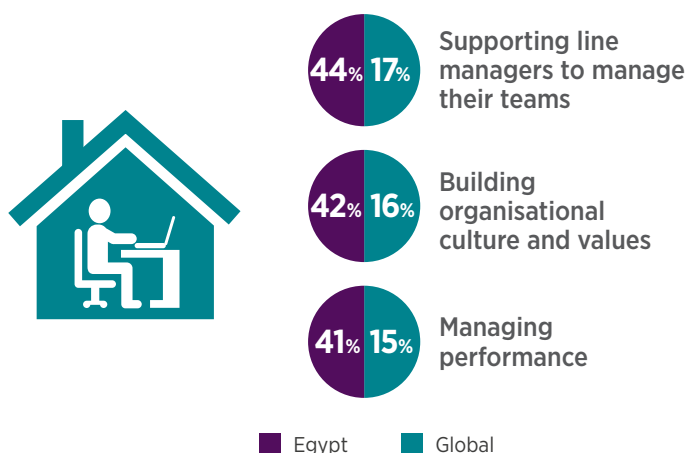 44% 17%
Supporting line
managers to manage
their teams
42% 16%
Building
organisational
culture and values
41% 15%
Managing
performance
Egypt Global